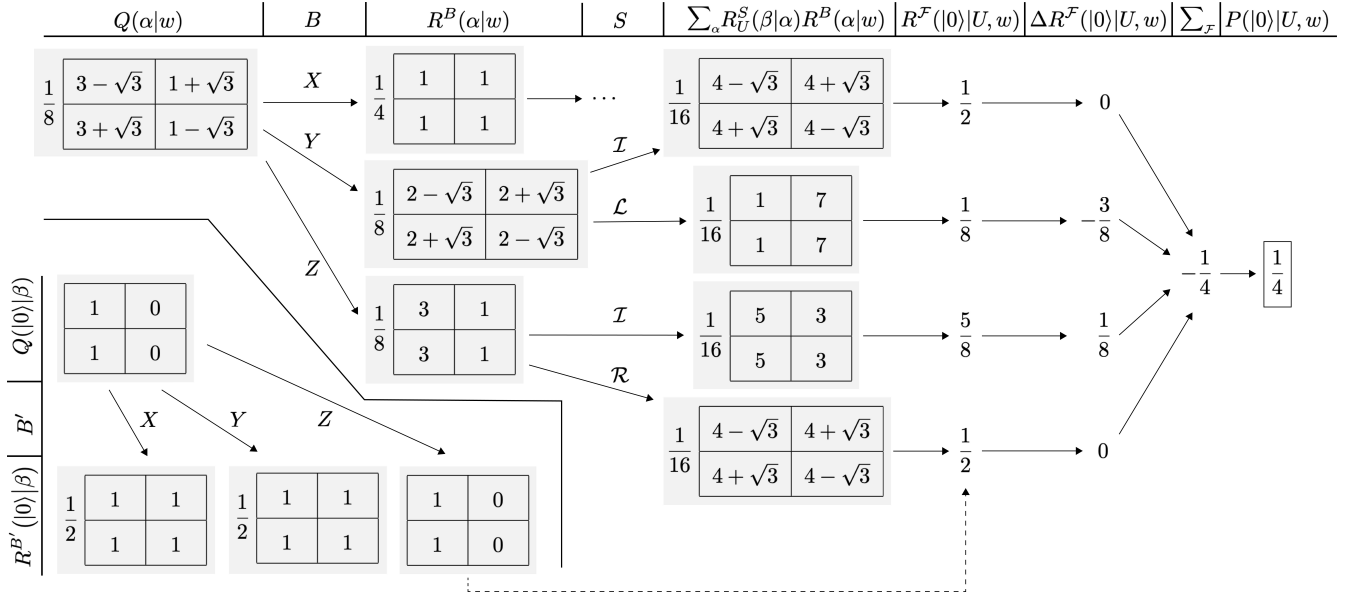 Q(α|w) B R^B(α|w) S ∑_α R_U^S(β|α)R^B(α|w) R^ℱ(|0⟩|U, w) ΔR^ℱ(|0⟩|U, w) ∑_ℱ P(|0⟩|U, w)
1/8 3 − √3 1 + √3
3 + √3 1 − √3
X
1/4 1 1
1 1
···
1/16 4 − √3 4 + √3
4 + √3 4 − √3
1/2
0
Y
1/8 2 − √3 2 + √3
2 + √3 2 − √3
ℐ
ℒ
1/16 1 7
1 7
1/8
−3/8
Z
1/8 3 1
3 1
ℐ
1/16 5 3
5 3
5/8
1/8
−1/4
1/4
ℛ
1/16 4 − √3 4 + √3
4 + √3 4 − √3
1/2
0
Q(|0⟩|β)
1 0
1 0
B′
X Y Z
R^B′(|0⟩|β)
1/2 1 1
1 1
1/2 1 1
1 1
1 0
1 0